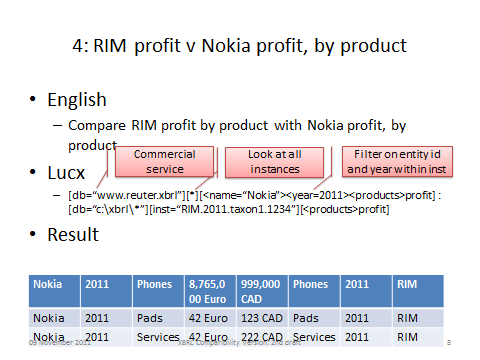 4: RIM profit v Nokia profit, by product
• English
– Compare RIM profit by product with Nokia profit, by
product
Commercial service
Look at all instances
Filter on entity id and year within inst
• Lucx
– [db=“www.reuter.xbrl”][*][<name=“Nokia”><year=2011><products>profit] :
[db=“c:\xbrl\*”][inst=“RIM.2011.taxon1.1234”][<products>profit]
• Result
Nokia 2011 Phones 8,765,000 Euro 999,000 CAD Phones 2011 RIM
Nokia 2011 Pads 42 Euro 123 CAD Pads 2011 RIM
Nokia 2011 Services 42 Euro 222 CAD Services 2011 RIM
09 November 2011 XBRL Compatibility Version: 2nd draft 8